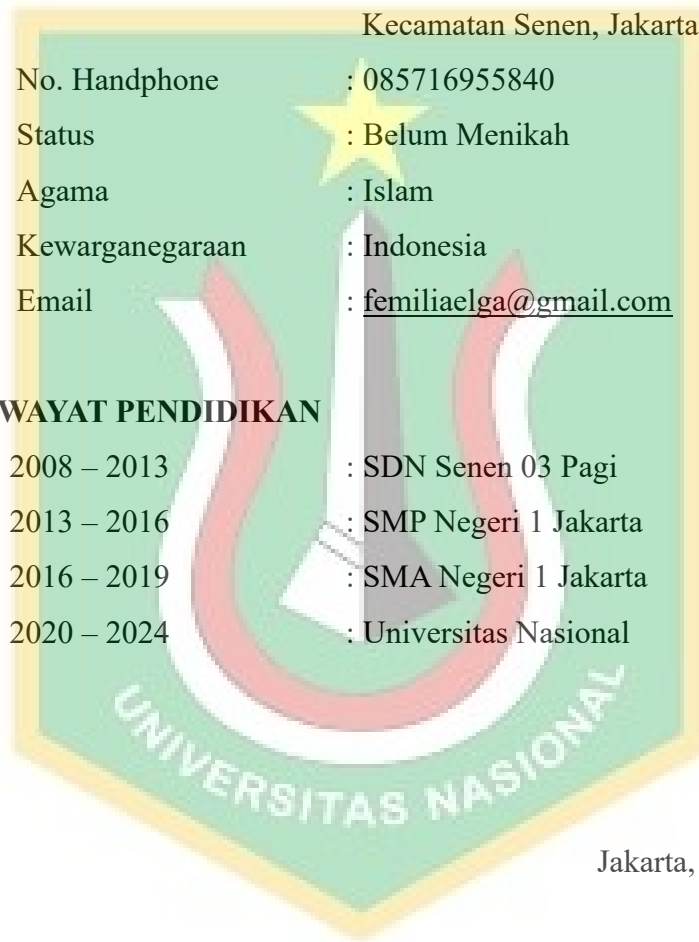 Kecamatan Senen, Jakarta
No. Handphone : 085716955840
Status : Belum Menikah
Agama : Islam
Kewarganegaraan : Indonesia
Email : femiliaelga@gmail.com
WAYAT PENDIDIKAN
2008 – 2013 : SDN Senen 03 Pagi
2013 – 2016 : SMP Negeri 1 Jakarta
2016 – 2019 : SMA Negeri 1 Jakarta
2020 – 2024 : Universitas Nasional
UNIVERSITAS NASIONAL
Jakarta,